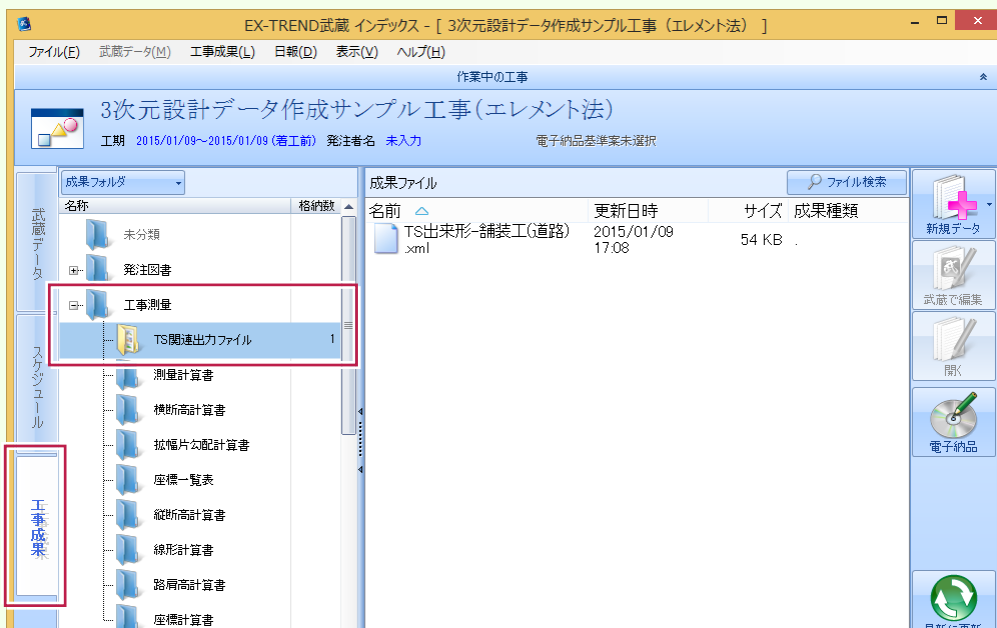 EX-TREND武蔵 インデックス - [ 3次元設計データ作成サンプル工事（エレメント法） ]
ファイル(F) 武蔵データ(M) 工事成果(L) 日報(D) 表示(V) ヘルプ(H)
作業中の工事
3次元設計データ作成サンプル工事（エレメント法）
工期 2015/01/09～2015/01/09 (着工前) 発注者名 未入力 電子納品基準案未選択
武蔵データ
スケジュール
工事成果
成果フォルダ
名称 格納数
未分類
発注図書
工事測量
TS関連出力ファイル 1
測量計算書
横断高計算書
拡幅片勾配計算書
座標一覧表
縦断高計算書
線形計算書
路肩高計算書
座標計算書
成果ファイル ファイル検索
名前 更新日時 サイズ 成果種類
TS出来形-舗装工(道路) 2015/01/09 54 KB .
.xml 17:08
新規データ
武蔵で編集
開く
電子納品
最新に更新